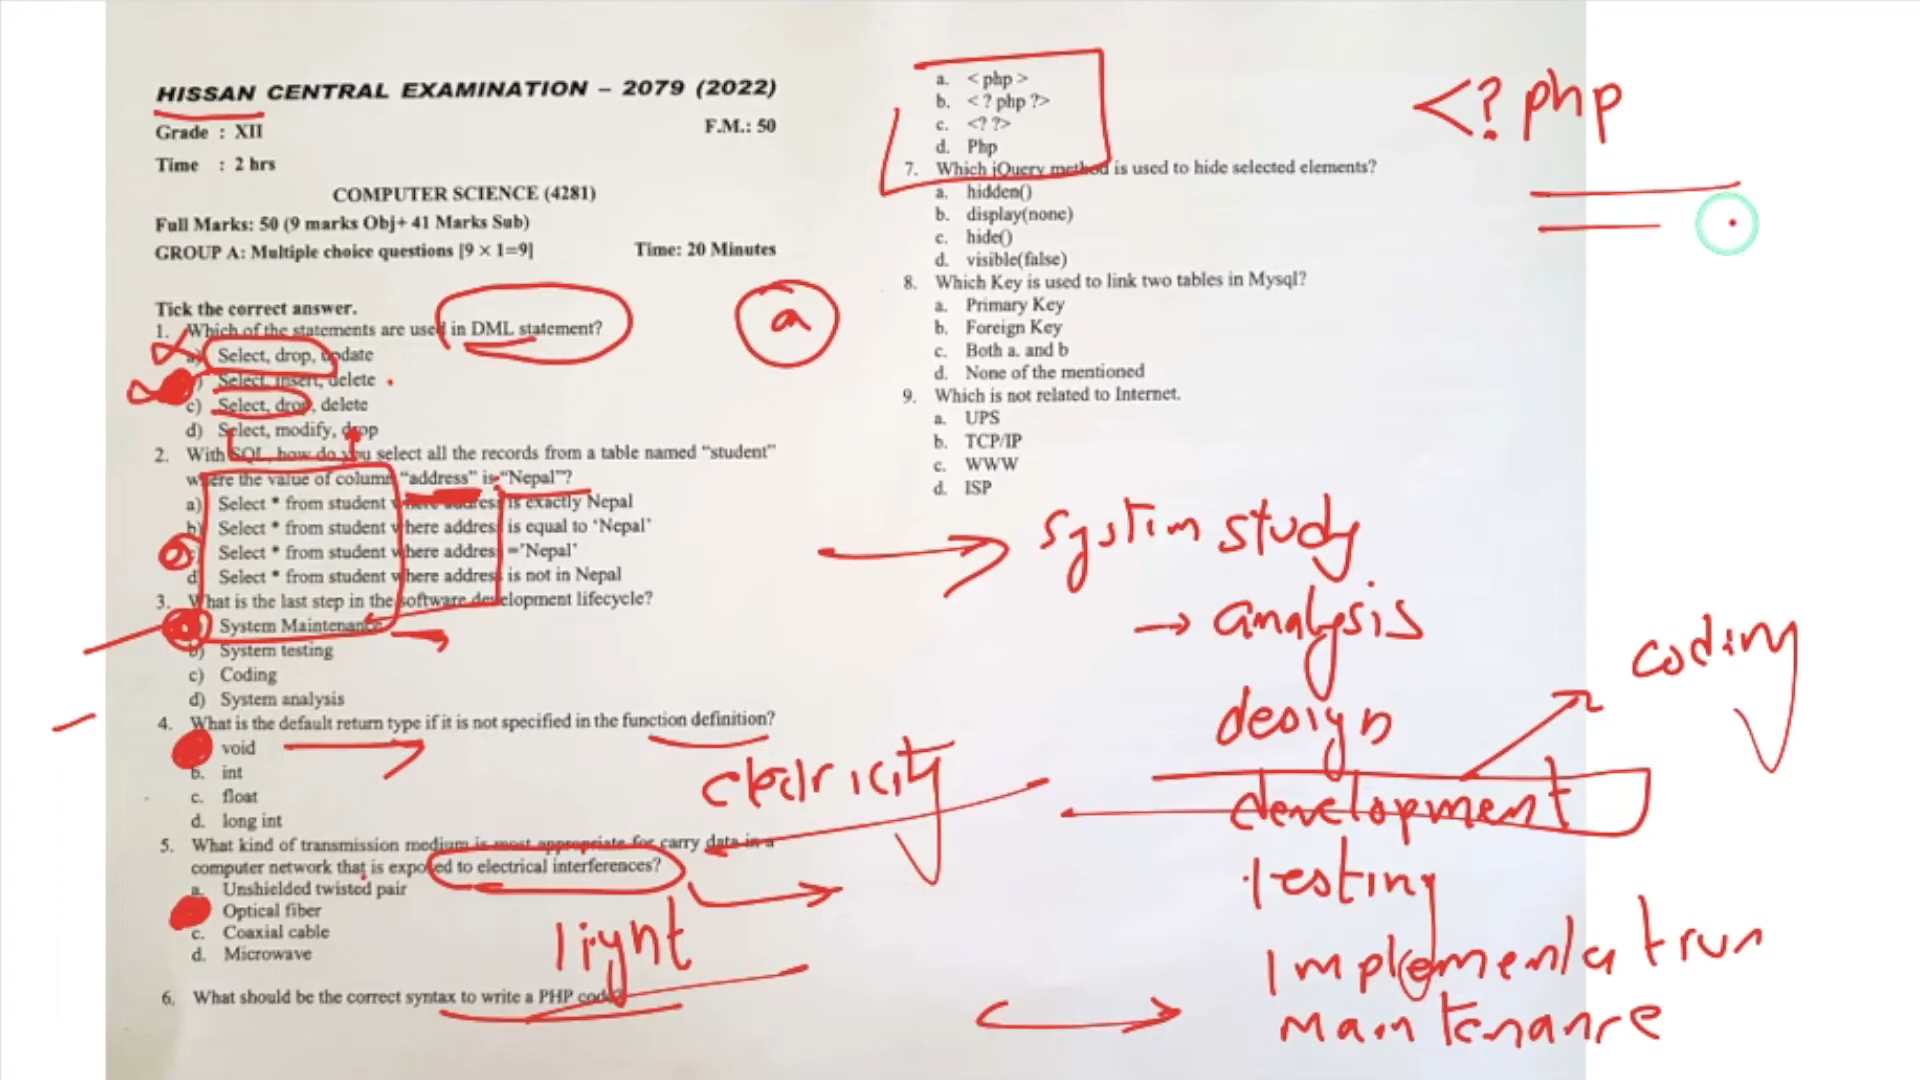 HISSAN CENTRAL EXAMINATION – 2079 (2022)
Grade : XII
F.M.: 50
Time : 2 hrs
COMPUTER SCIENCE (4281)
Full Marks: 50 (9 marks Obj+ 41 Marks Sub)
GROUP A: Multiple choice questions [9 × 1=9]
Time: 20 Minutes
Tick the correct answer.
1. Which of the statements are used in DML statement?
a) Select, drop, update
Select, insert, delete
c) Select, drop, delete
d) Select, modify, drop
2. With SQL, how do you select all the records from a table named “student”
where the value of column “address” is “Nepal”?
a) Select * from student where address is exactly Nepal
b) Select * from student where address is equal to ‘Nepal’
Select * from student where address =’Nepal’
d Select * from student where address is not in Nepal
3. What is the last step in the software development lifecycle?
System Maintenance
b) System testing
c) Coding
d) System analysis
4. What is the default return type if it is not specified in the function definition?
void
b. int
c. float
d. long int
5. What kind of transmission medium is most appropriate for carry data in a
computer network that is exposed to electrical interferences?
a. Unshielded twisted pair
Optical fiber
c. Coaxial cable
d. Microwave
6. What should be the correct syntax to write a PHP code?
a. < php >
b. < ? php ?>
c. <? ?>
d. Php
7. Which jQuery method is used to hide selected elements?
a. hidden()
b. display(none)
c. hide()
d. visible(false)
8. Which Key is used to link two tables in Mysql?
a. Primary Key
b. Foreign Key
c. Both a. and b
d. None of the mentioned
9. Which is not related to Internet.
a. UPS
b. TCP/IP
c. WWW
d. ISP
a
<? php
system study
→ analysis
design
coding
development
testing
maintenance
electricity
light